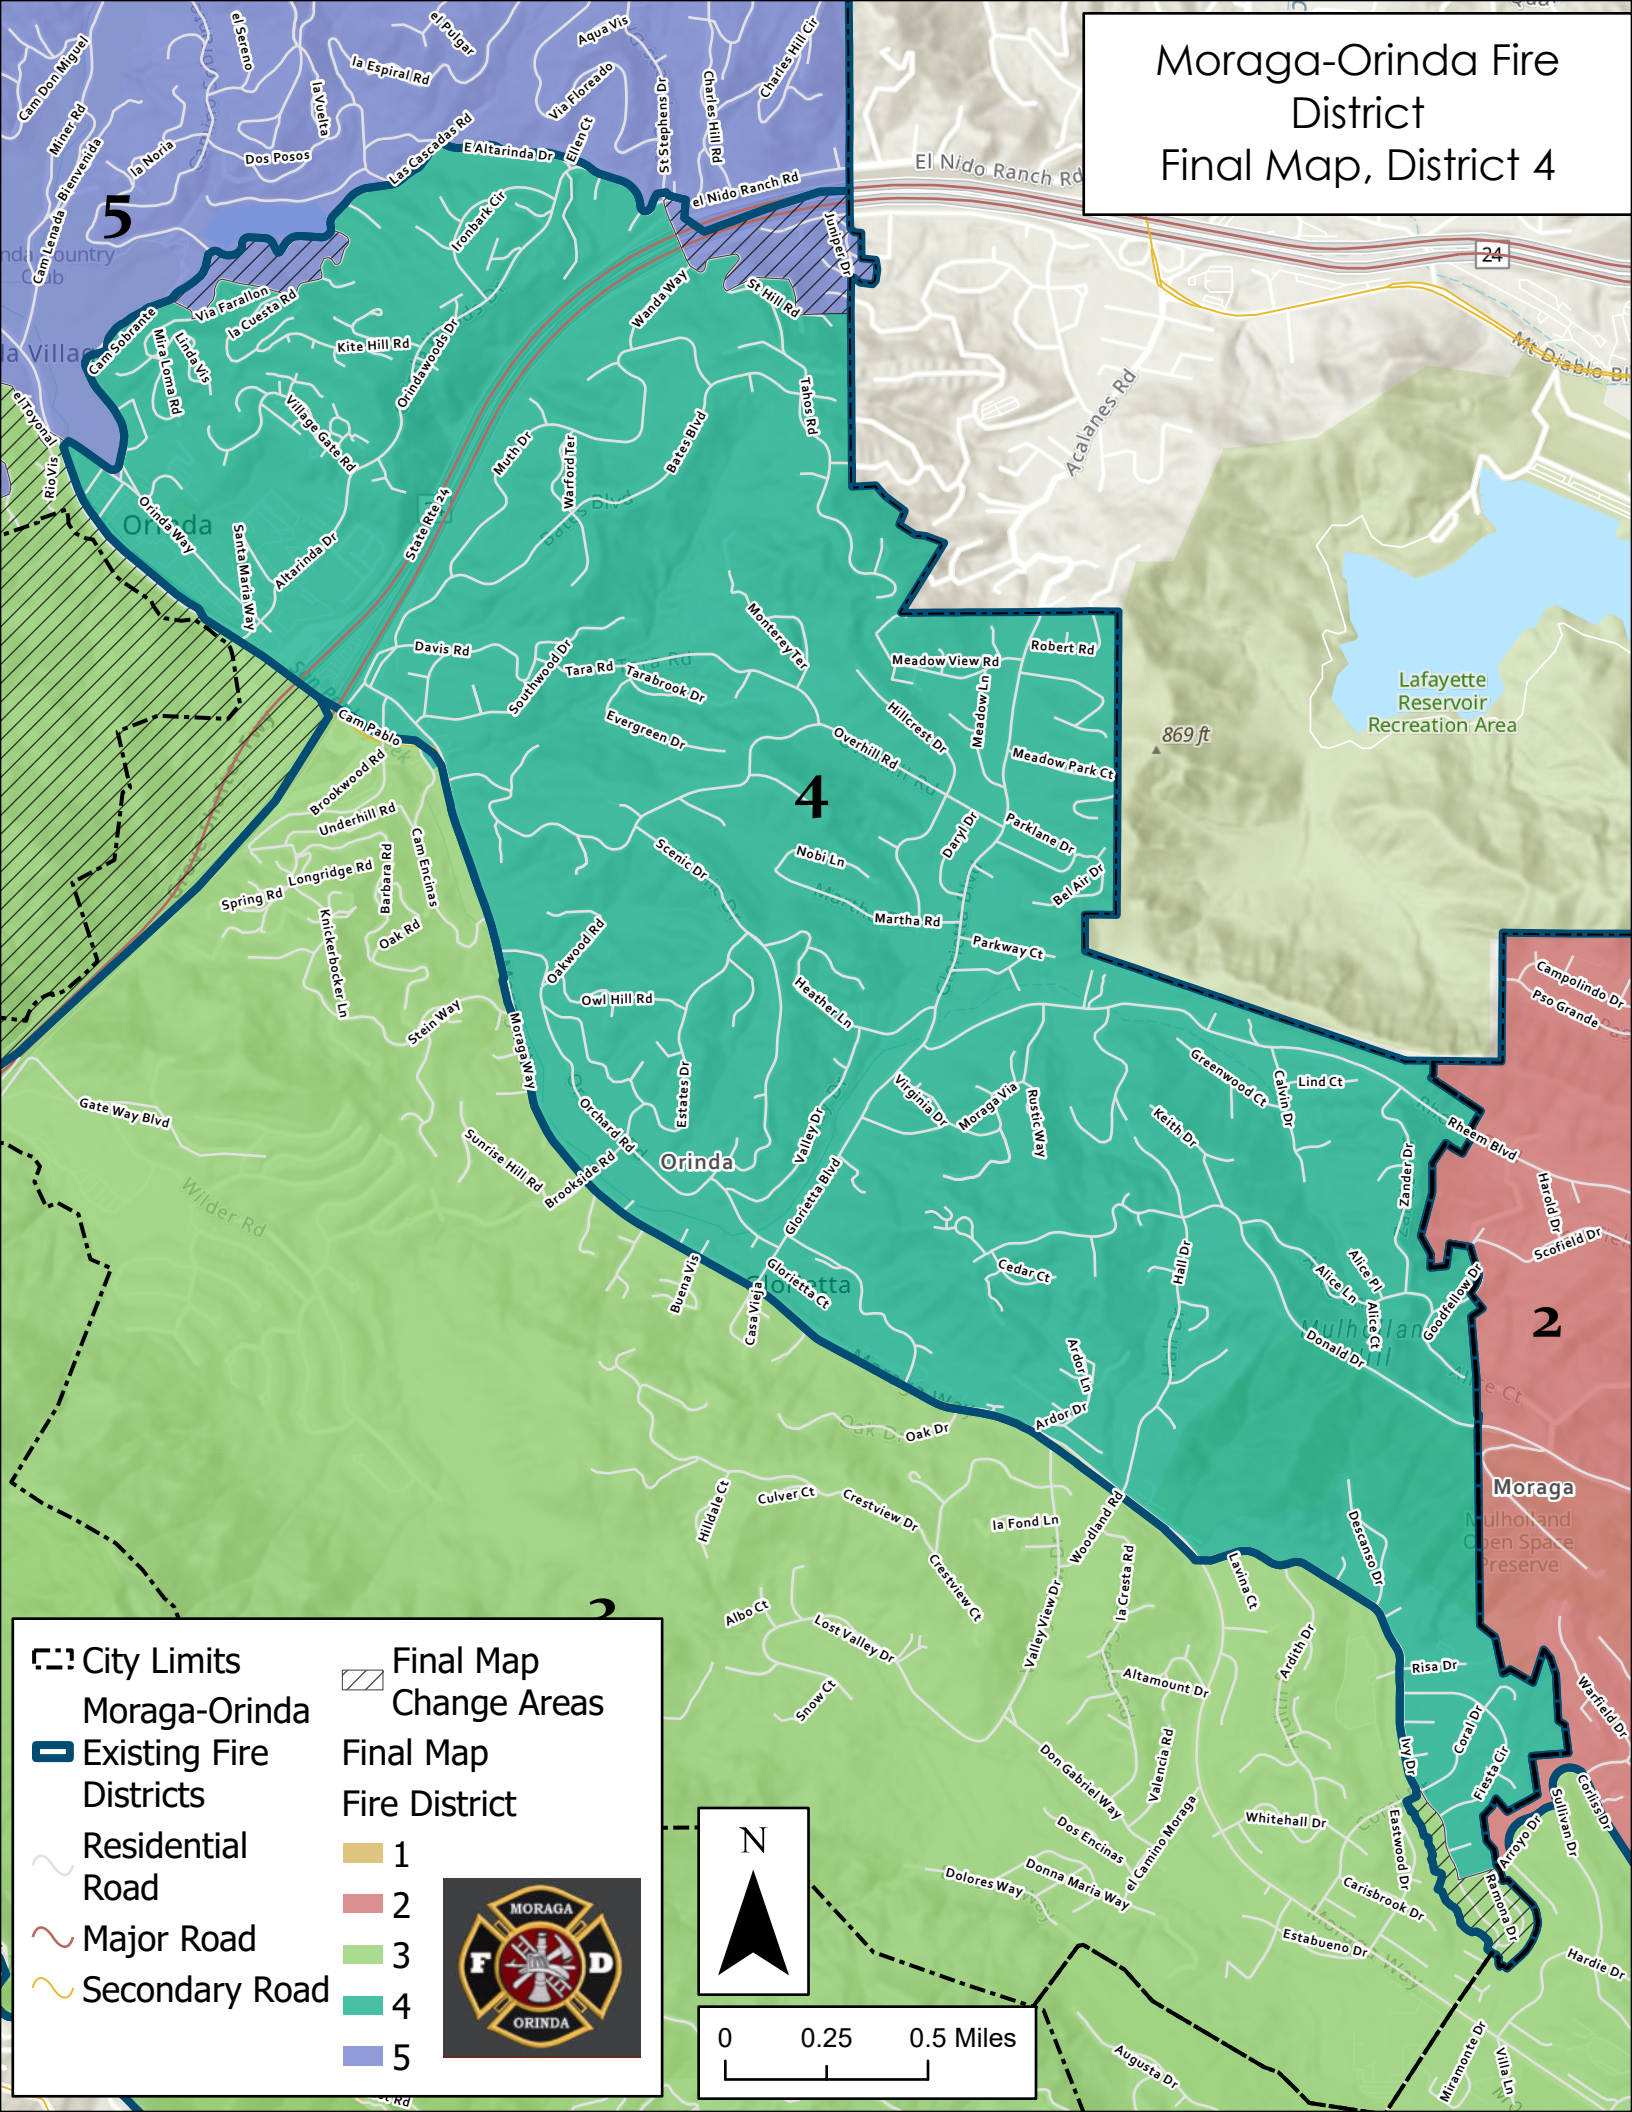 Moraga-Orinda Fire
District
Final Map, District 4
Cam Don Miguel
Miner Rd
Cam Lenada
Bienvenida
la Noria
el Sereno
la Vuelta
Dos Posos
la Espiral Rd
el Pulgar
Aqua Vis
Via Floreado
Ellen Ct
St Stephens Dr
Charles Hill Rd
Charles Hill Cir
Las Cascadas Rd
E Altarinda Dr
el Nido Ranch Rd
El Nido Ranch Rd
Juniper Dr
24
5
Ironbark Cir
Via Farallon
la Cuesta Rd
Cam Sobrante
Mira Loma Rd
Linda Vis
Kite Hill Rd
Orindawoods Dr
Wanda Way
St Hill Rd
Mt Diablo Bl
el Toyonal
Rio Vis
Village Gate Rd
Muth Dr
Warford Ter
Bates Blvd
Bates Blvd
Tahos Rd
Acalanes Rd
Orinda
Orinda Way
Santa Maria Way
Altarinda Dr
State Rte 24
Davis Rd
Southwood Dr
Tara Rd
Tarabrook Dr
Evergreen Dr
Monterey Ter
Meadow View Rd
Robert Rd
Meadow Ln
Hillcrest Dr
Overhill Rd
Meadow Park Ct
869 ft
Lafayette
Reservoir
Recreation Area
Cam Pablo
Brookwood Rd
Underhill Rd
Longridge Rd
Spring Rd
Barbara Rd
Cam Encinas
Knickerbocker Ln
Oak Rd
Stein Way
4
Parklane Dr
Daryl Dr
Bel Air Dr
Nobi Ln
Scenic Dr
Martha Rd
Parkway Ct
Oakwood Rd
Owl Hill Rd
Heather Ln
Campolindo Dr
Pso Grande
Moraga Way
Estates Dr
Orchard Rd
Virginia Dr
Moraga Via
Rustic Way
Greenwood Ct
Calvin Dr
Lind Ct
Keith Dr
Rheem Blvd
Zander Dr
Harold Dr
Scofield Dr
Gate Way Blvd
Wilder Rd
Sunrise Hill Rd
Brookside Rd
Orinda
Valley Dr
Glorietta Blvd
Buena Vis
Casa Vieja
Glorietta
Glorietta Ct
Cedar Ct
Hall Dr
Alice Pl
Alice Ln
Alice Ct
Goodfellow Dr
Donald Dr
2
Ardor Ln
Ardor Dr
Oak Dr
Hilldale Ct
Culver Ct
Crestview Dr
Crestview Ct
la Fond Ln
Woodland Rd
Moraga
Mulholland
Open Space
Preserve
Descanso Dr
Lavina Ct
la Cresta Rd
Valley View Dr
Albo Ct
Lost Valley Dr
Snow Ct
Altamount Dr
Ardith Dr
Risa Dr
Coral Dr
Fiesta Cir
Ivy Dr
Warfield Dr
Corliss Dr
Sullivan Dr
Arroyo Dr
Valencia Rd
Don Gabriel Way
Dos Encinas
Donna Maria Way
el Camino Moraga
Dolores Way
Whitehall Dr
Eastwood Dr
Carisbrook Dr
Estabueno Dr
Ramona Dr
Hardie Dr
Augusta Dr
Miramonte Dr
Villa Ln
City Limits
Moraga-Orinda
Existing Fire
Districts
Residential
Road
Major Road
Secondary Road
Final Map
Change Areas
Final Map
Fire District
1
2
3
4
5
MORAGA
F D
ORINDA
N
0 0.25 0.5 Miles